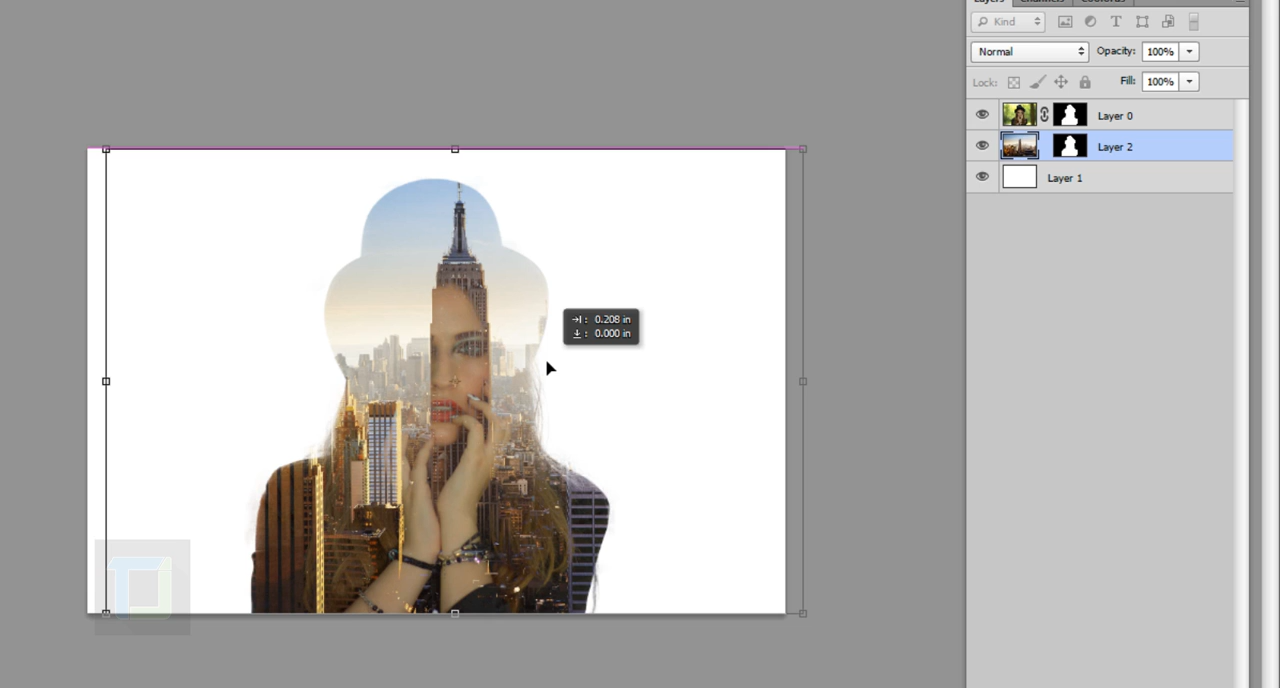 Layers Channels
Kind
Normal Opacity: 100%
Lock: Fill: 100%
Layer 0
Layer 2
Layer 1
→| : 0.208 in
↓ : 0.000 in